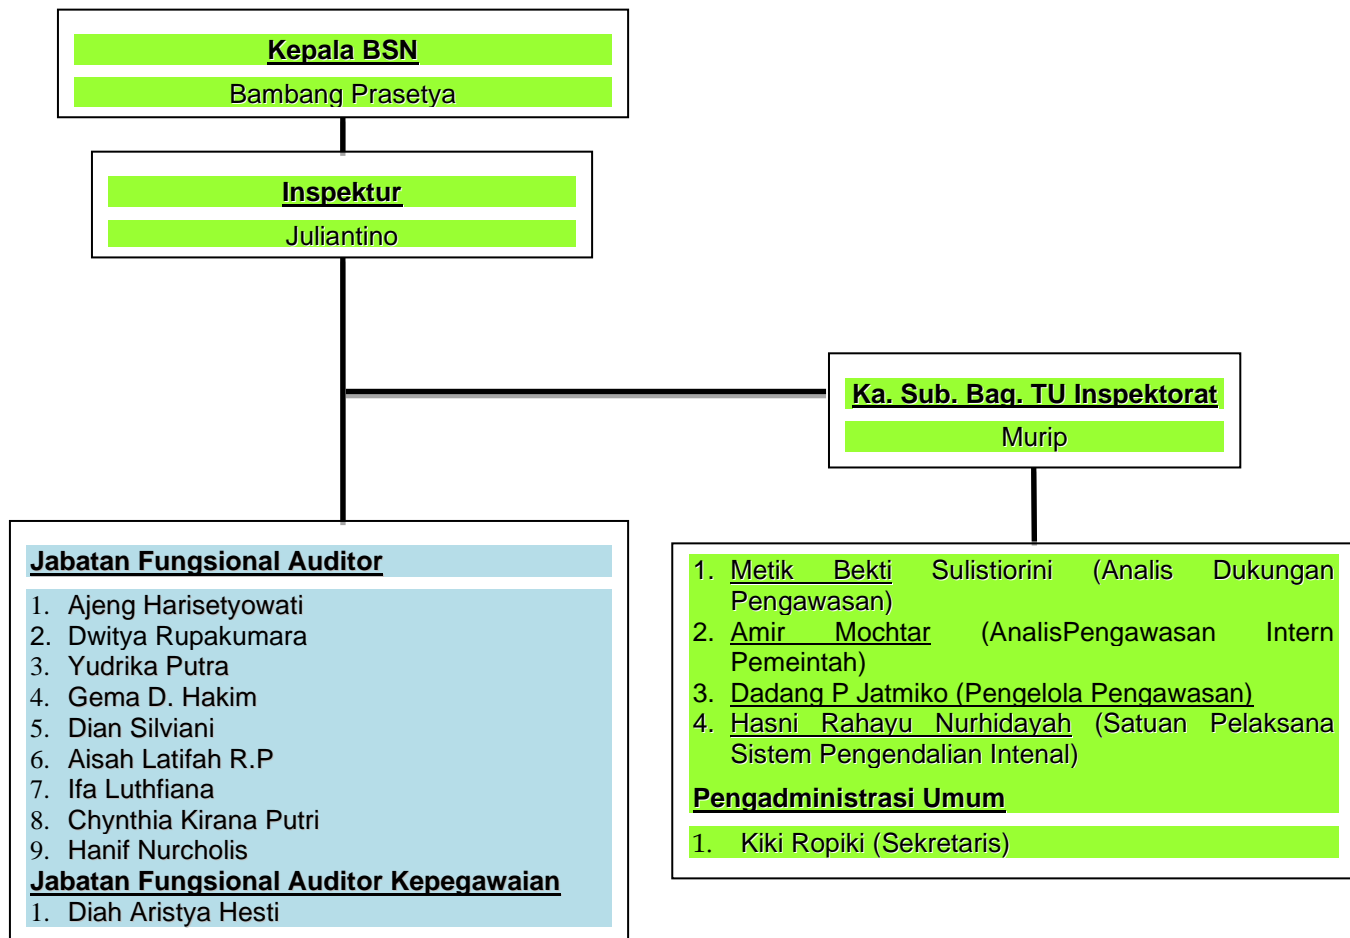 Kepala BSN
Bambang Prasetya
Inspektur
Juliantino
Ka. Sub. Bag. TU Inspektorat
Murip
Jabatan Fungsional Auditor
1. Ajeng Harisetyowati
2. Dwitya Rupakumara
3. Yudrika Putra
4. Gema D. Hakim
5. Dian Silviani
6. Aisah Latifah R.P
7. Ifa Luthfiana
8. Chynthia Kirana Putri
9. Hanif Nurcholis
Jabatan Fungsional Auditor Kepegawaian
1. Diah Aristya Hesti
1. Metik Bekti Sulistiorini (Analis Dukungan
Pengawasan)
2. Amir Mochtar (AnalisPengawasan Intern
Pemeintah)
3. Dadang P Jatmiko (Pengelola Pengawasan)
4. Hasni Rahayu Nurhidayah (Satuan Pelaksana
Sistem Pengendalian Intenal)
Pengadministrasi Umum
1. Kiki Ropiki (Sekretaris)